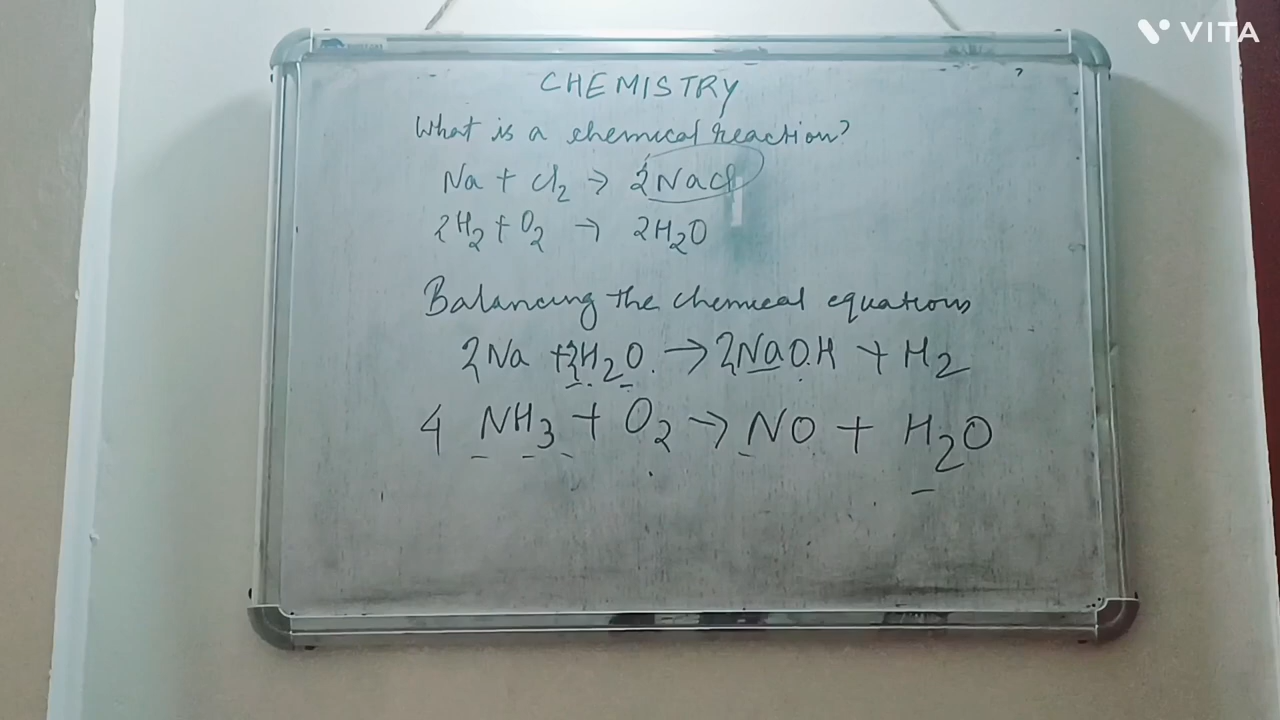 VITA
CHEMISTRY
What is a chemical reaction?
Na + Cl₂ → 2NaCl
2H₂ + O₂ → 2H₂O
Balancing the chemical equations
2Na + 2H₂O → 2NaOH + H₂
4 NH₃ + O₂ → NO + H₂O